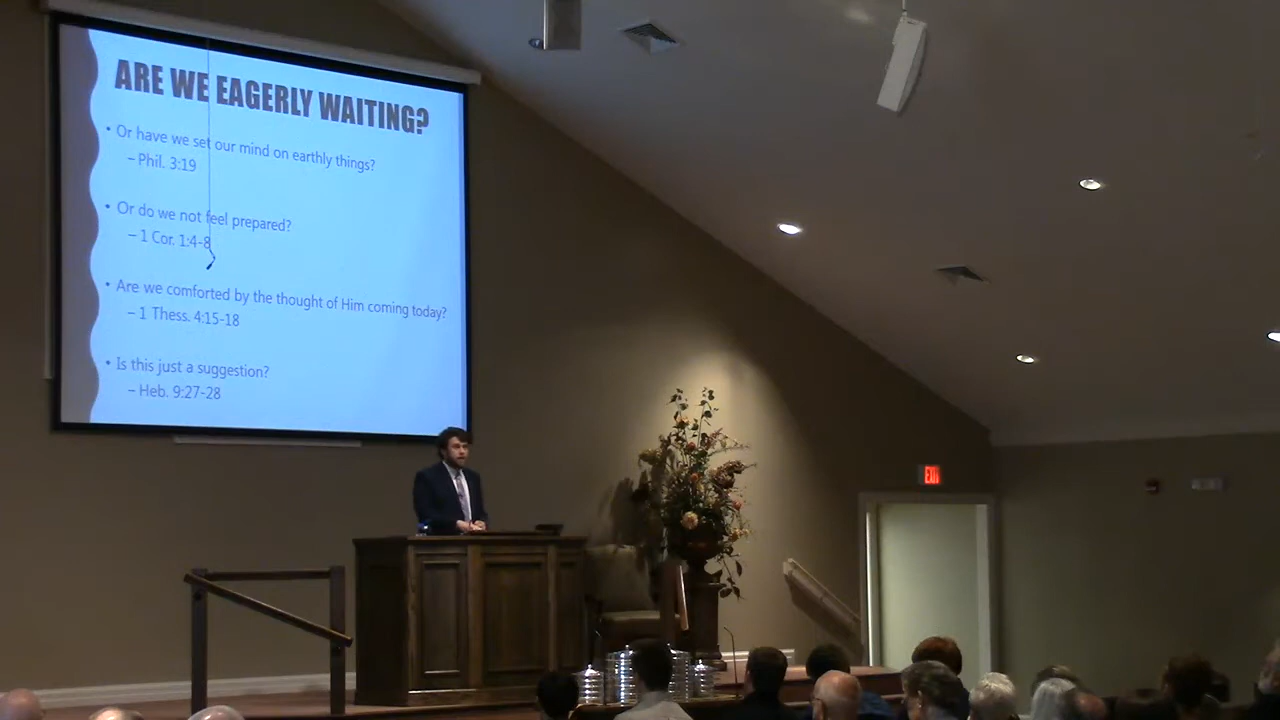 ARE WE EAGERLY WAITING?
• Or have we set our mind on earthly things?
– Phil. 3:19
• Or do we not feel prepared?
– 1 Cor. 1:4-8
• Are we comforted by the thought of Him coming today?
– 1 Thess. 4:15-18
• Is this just a suggestion?
– Heb. 9:27-28
EXIT